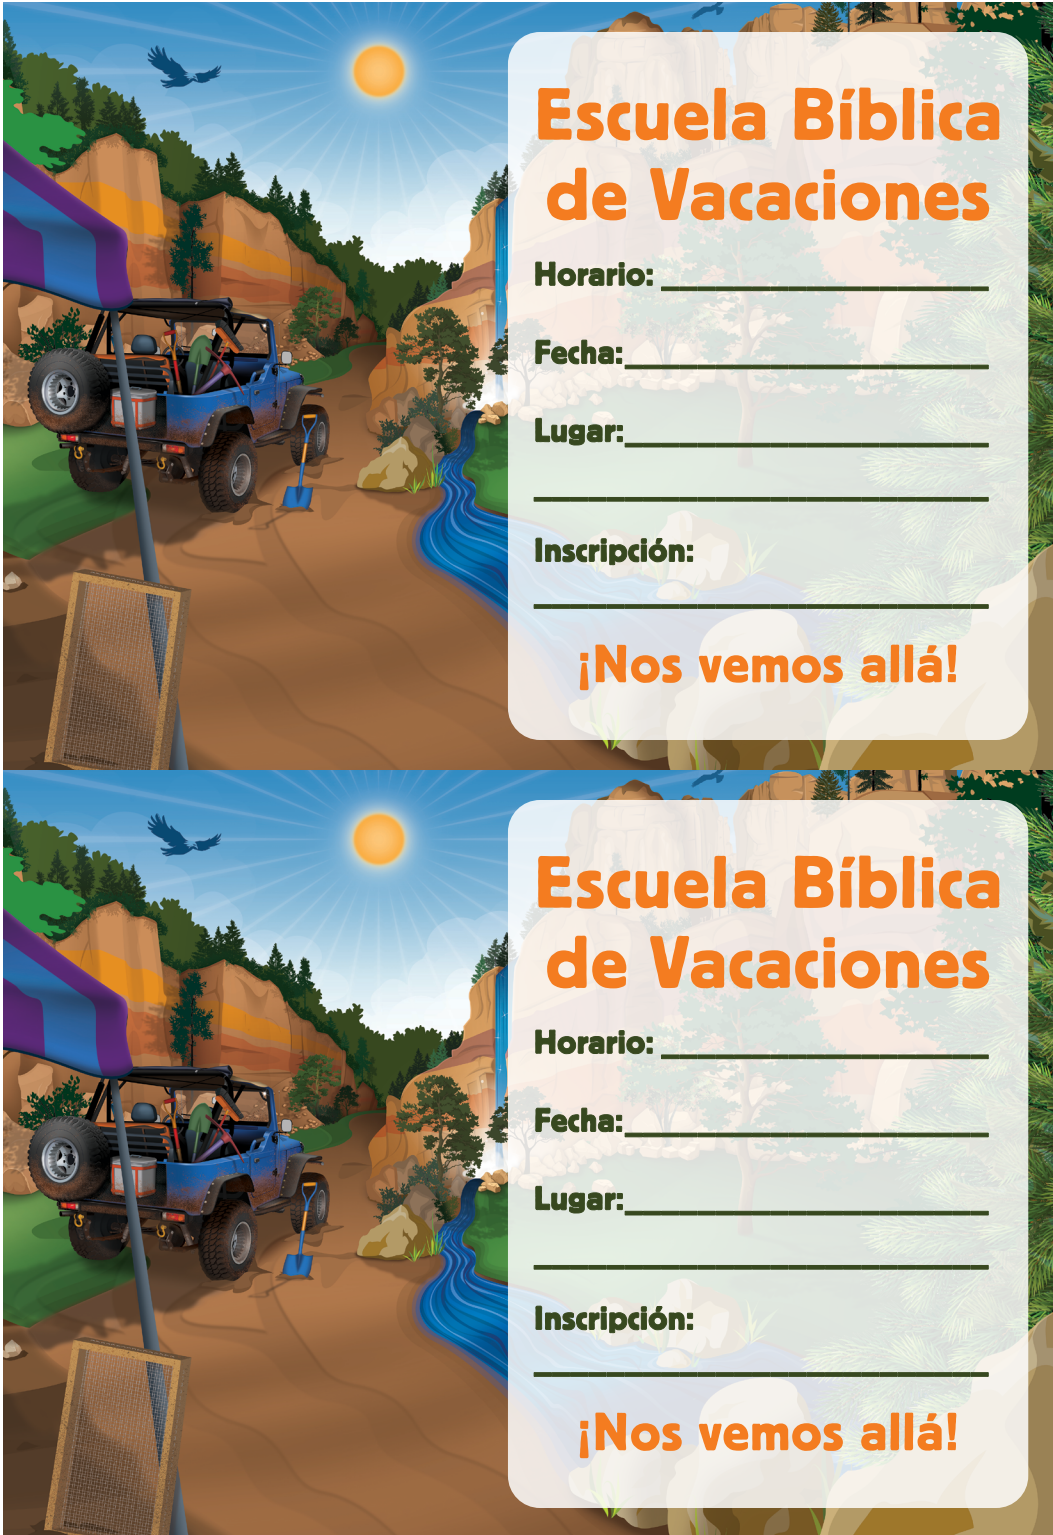 Escuela Bíblica
de Vacaciones
Horario:
Fecha:
Lugar:
Inscripción:
¡Nos vemos allá!
Escuela Bíblica
de Vacaciones
Horario:
Fecha:
Lugar:
Inscripción:
¡Nos vemos allá!